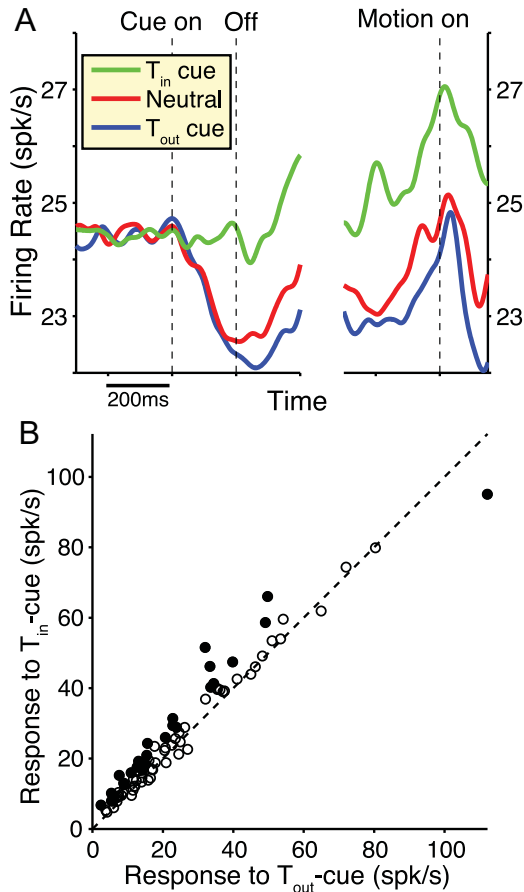 A
Cue on Off Motion on
T_in cue
Neutral
T_out cue
Firing Rate (spk/s)
27
25
23
27
25
23
200ms
Time
B
Response to T_in-cue (spk/s)
100
80
60
40
20
0
0 20 40 60 80 100
Response to T_out-cue (spk/s)